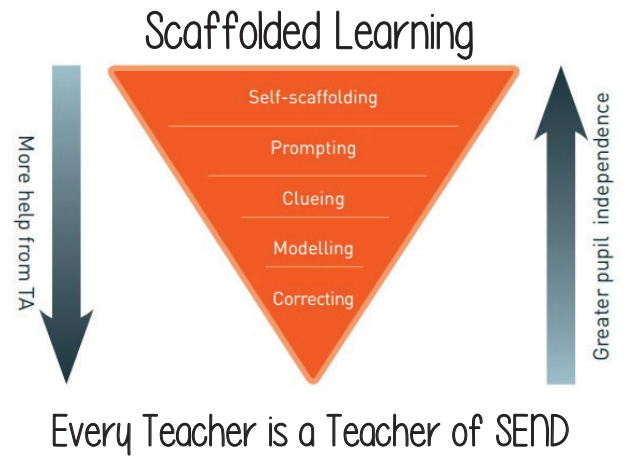 Scaffolded Learning
More help from TA
Self-scaffolding
Prompting
Clueing
Modelling
Correcting
Greater pupil independence
Every Teacher is a Teacher of SEND